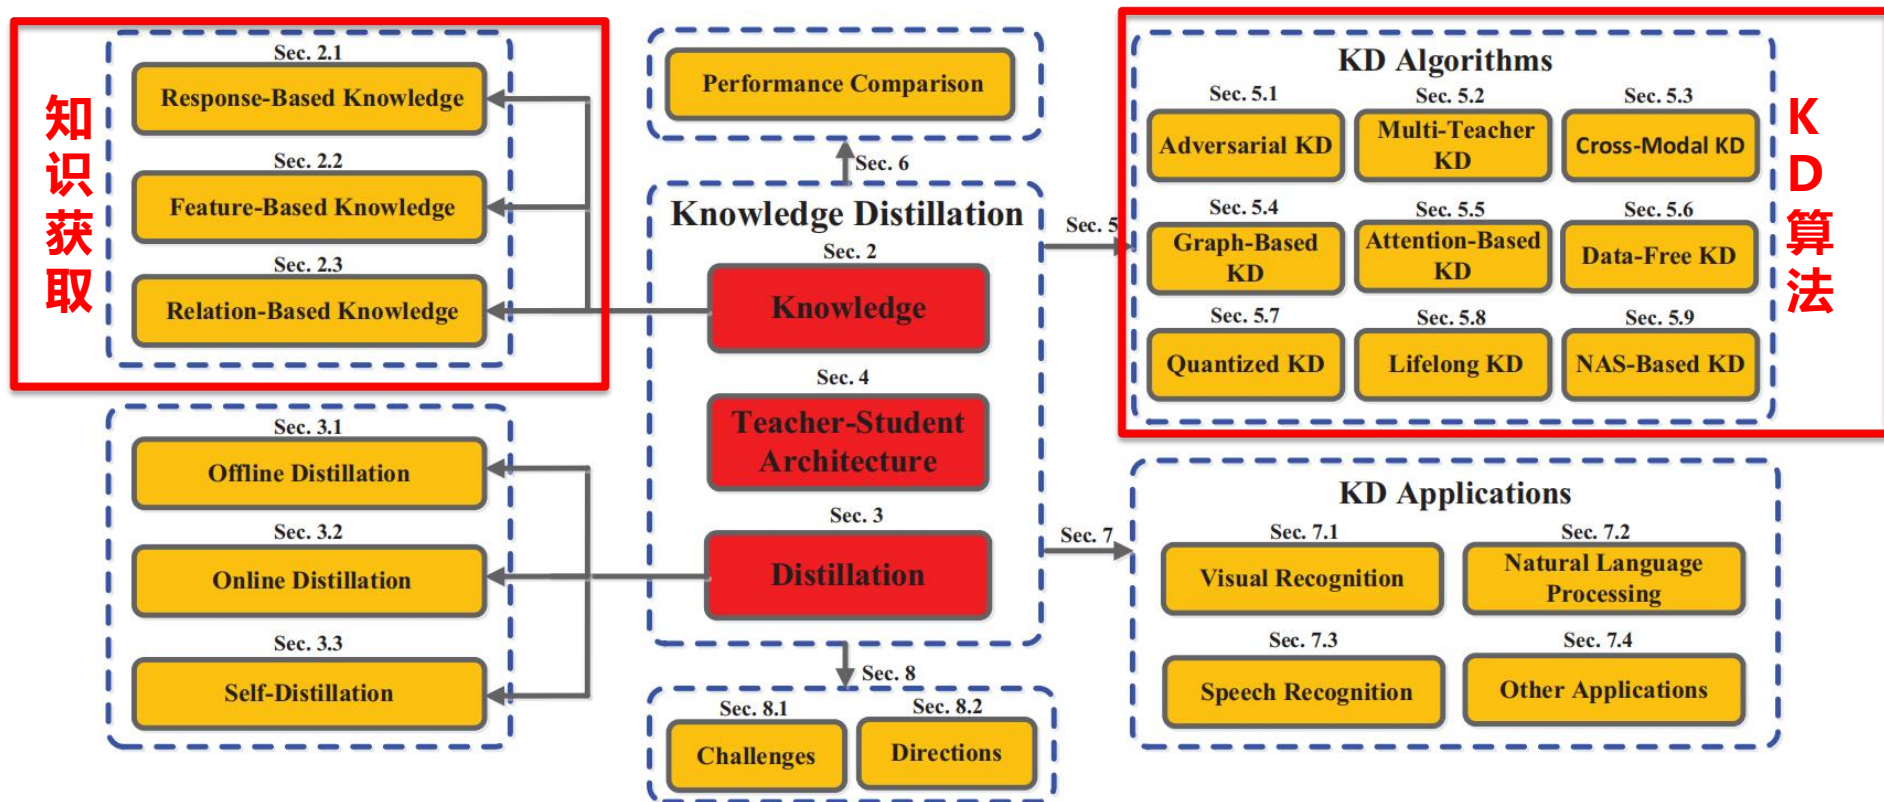 知
识
获
取
Sec. 2.1
Response-Based Knowledge
Sec. 2.2
Feature-Based Knowledge
Sec. 2.3
Relation-Based Knowledge
Sec. 3.1
Offline Distillation
Sec. 3.2
Online Distillation
Sec. 3.3
Self-Distillation
Performance Comparison
Sec. 6
Knowledge Distillation
Sec. 2
Knowledge
Sec. 4
Teacher-Student
Architecture
Sec. 3
Distillation
Sec. 8
Sec. 8.1
Challenges
Sec. 8.2
Directions
Sec. 5
KD Algorithms
Sec. 5.1
Adversarial KD
Sec. 5.2
Multi-Teacher
KD
Sec. 5.3
Cross-Modal KD
Sec. 5.4
Graph-Based
KD
Sec. 5.5
Attention-Based
KD
Sec. 5.6
Data-Free KD
Sec. 5.7
Quantized KD
Sec. 5.8
Lifelong KD
Sec. 5.9
NAS-Based KD
K
D
算
法
Sec. 7
KD Applications
Sec. 7.1
Visual Recognition
Sec. 7.2
Natural Language
Processing
Sec. 7.3
Speech Recognition
Sec. 7.4
Other Applications